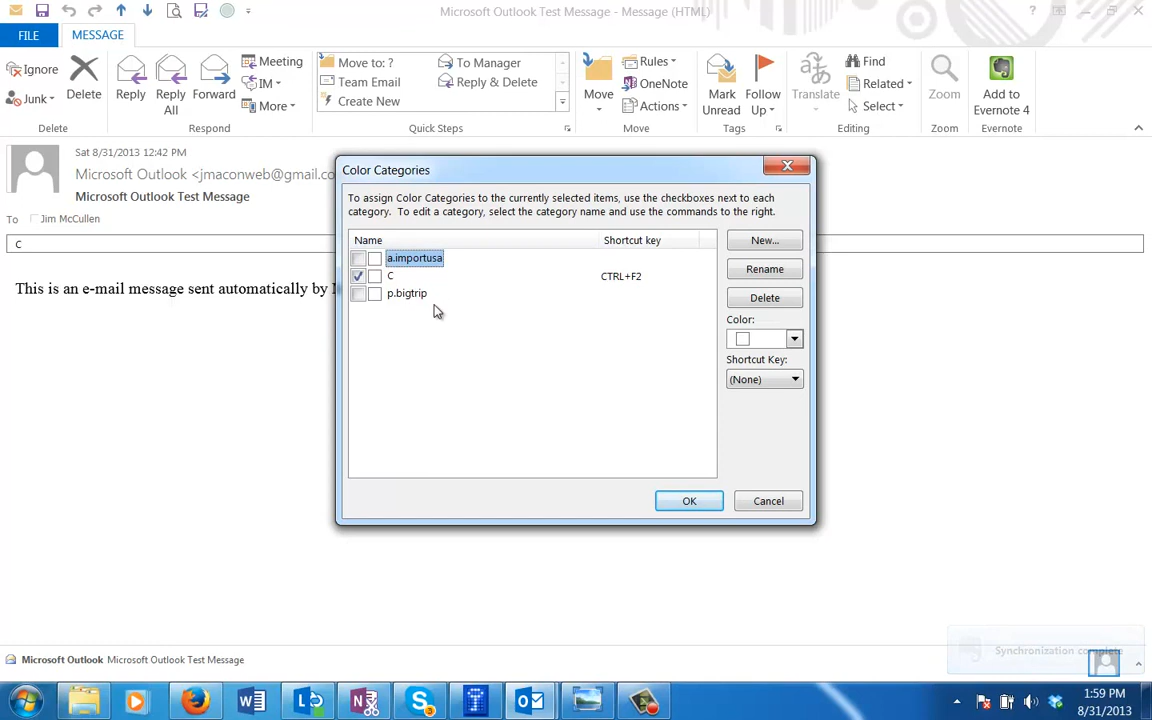 Microsoft Outlook Test Message - Message (HTML)
FILE
MESSAGE
Ignore
Junk
Delete
Delete
Reply
Reply All
Forward
Meeting
IM
More
Respond
Move to: ?
Team Email
Create New
To Manager
Reply & Delete
Quick Steps
Move
Rules
OneNote
Actions
Move
Mark Unread
Follow Up
Tags
Translate
Find
Related
Select
Editing
Zoom
Zoom
Add to Evernote 4
Evernote
Sat 8/31/2013 12:42 PM
Microsoft Outlook <jmaconweb@gmail.co
Microsoft Outlook Test Message
To
Jim McCullen
C
This is an e-mail message sent automatically by
Color Categories
To assign Color Categories to the currently selected items, use the checkboxes next to each
category. To edit a category, select the category name and use the commands to the right.
Name
Shortcut key
a.importusa
C
CTRL+F2
p.bigtrip
New...
Rename
Delete
Color:
Shortcut Key:
(None)
OK
Cancel
Synchronization complete
Microsoft Outlook Microsoft Outlook Test Message
1:59 PM
8/31/2013